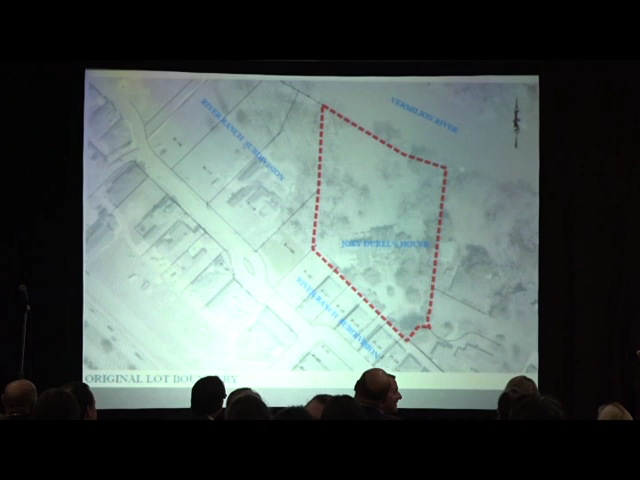 VERMILION RIVER
RIVER RANCH SUBDIVISION
JOEY DUREL'S HOUSE
RIVER RANCH SUBDIVISION
ORIGINAL LOT BOUNDARY